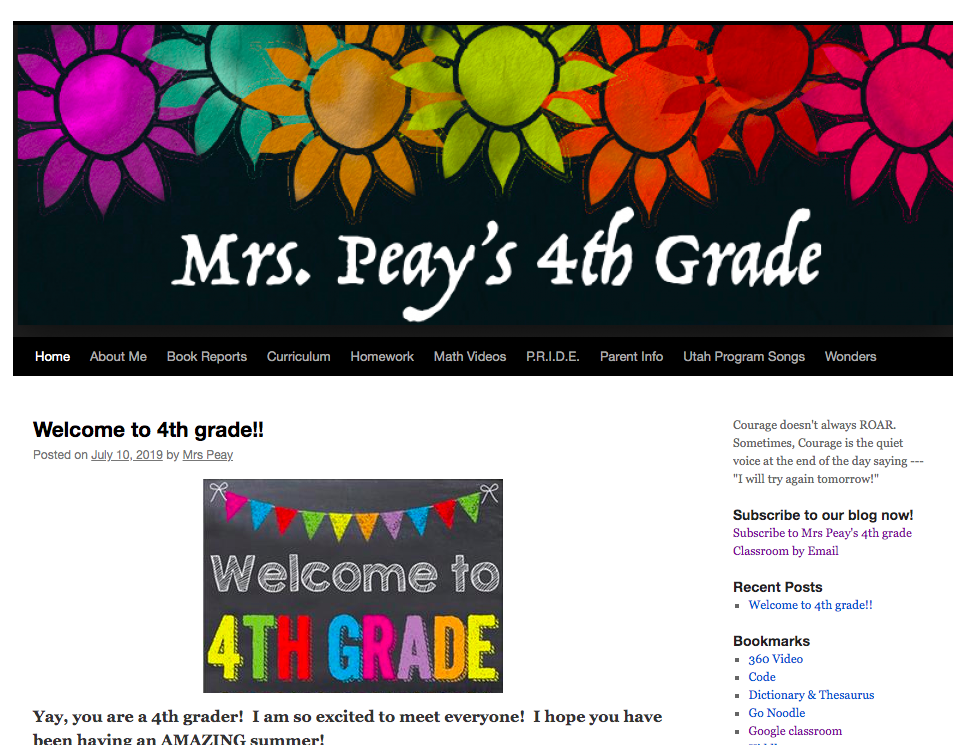 Mrs. Peay's 4th Grade
Home About Me Book Reports Curriculum Homework Math Videos P.R.I.D.E. Parent Info Utah Program Songs Wonders
Welcome to 4th grade!!
Posted on July 10, 2019 by Mrs Peay
Welcome to
4TH GRADE
Yay, you are a 4th grader!  I am so excited to meet everyone!  I hope you have
been having an AMAZING summer!
Courage doesn't always ROAR.
Sometimes, Courage is the quiet
voice at the end of the day saying ---
"I will try again tomorrow!"
Subscribe to our blog now!
Subscribe to Mrs Peay's 4th grade
Classroom by Email
Recent Posts
Welcome to 4th grade!!
Bookmarks
360 Video
Code
Dictionary & Thesaurus
Go Noodle
Google classroom